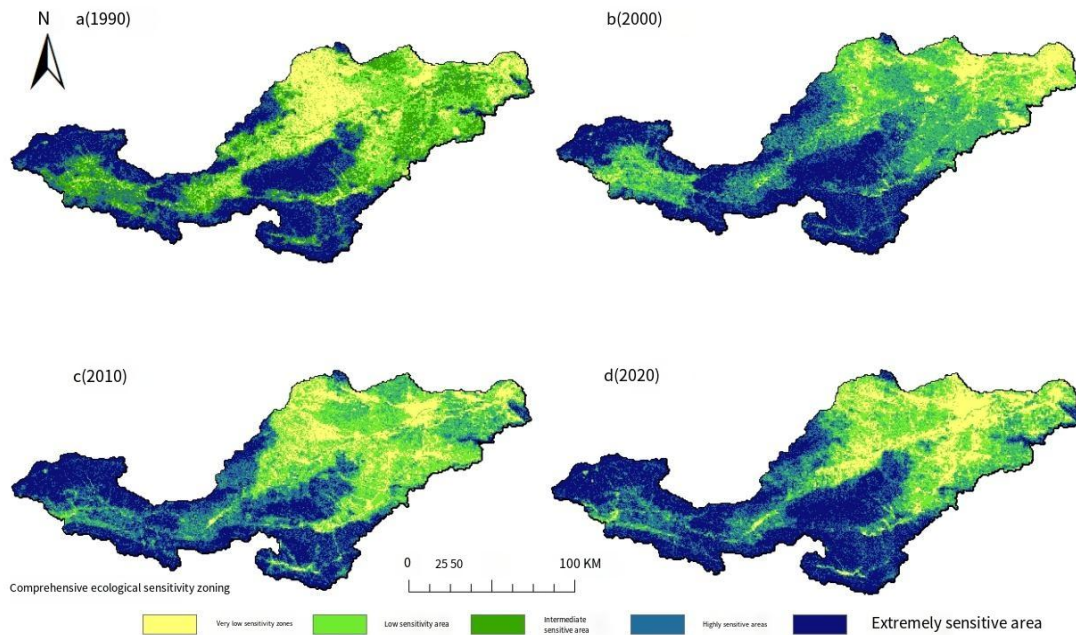 N
a(1990)
b(2000)
c(2010)
d(2020)
0 25 50 100 KM
Comprehensive ecological sensitivity zoning
Very low sensitivity zones
Low sensitivity area
Intermediate
sensitive area
Highly sensitive areas
Extremely sensitive area